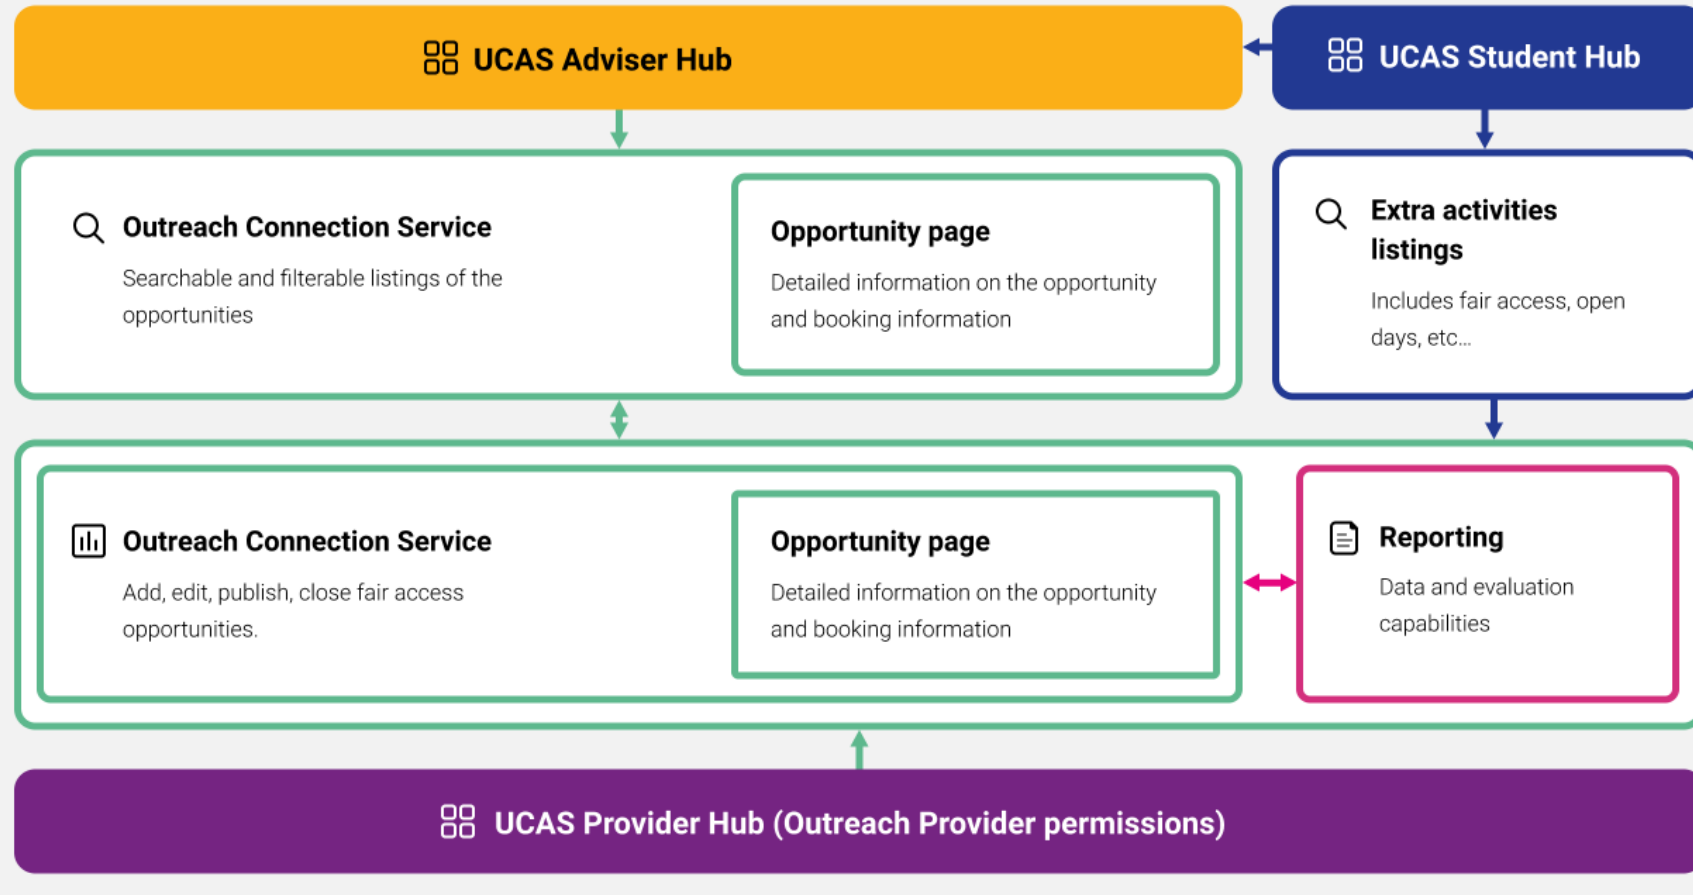 UCAS Adviser Hub
UCAS Student Hub
Outreach Connection Service
Searchable and filterable listings of the
opportunities
Opportunity page
Detailed information on the opportunity
and booking information
Extra activities
listings
Includes fair access, open
days, etc...
Outreach Connection Service
Add, edit, publish, close fair access
opportunities.
Opportunity page
Detailed information on the opportunity
and booking information
Reporting
Data and evaluation
capabilities
UCAS Provider Hub (Outreach Provider permissions)